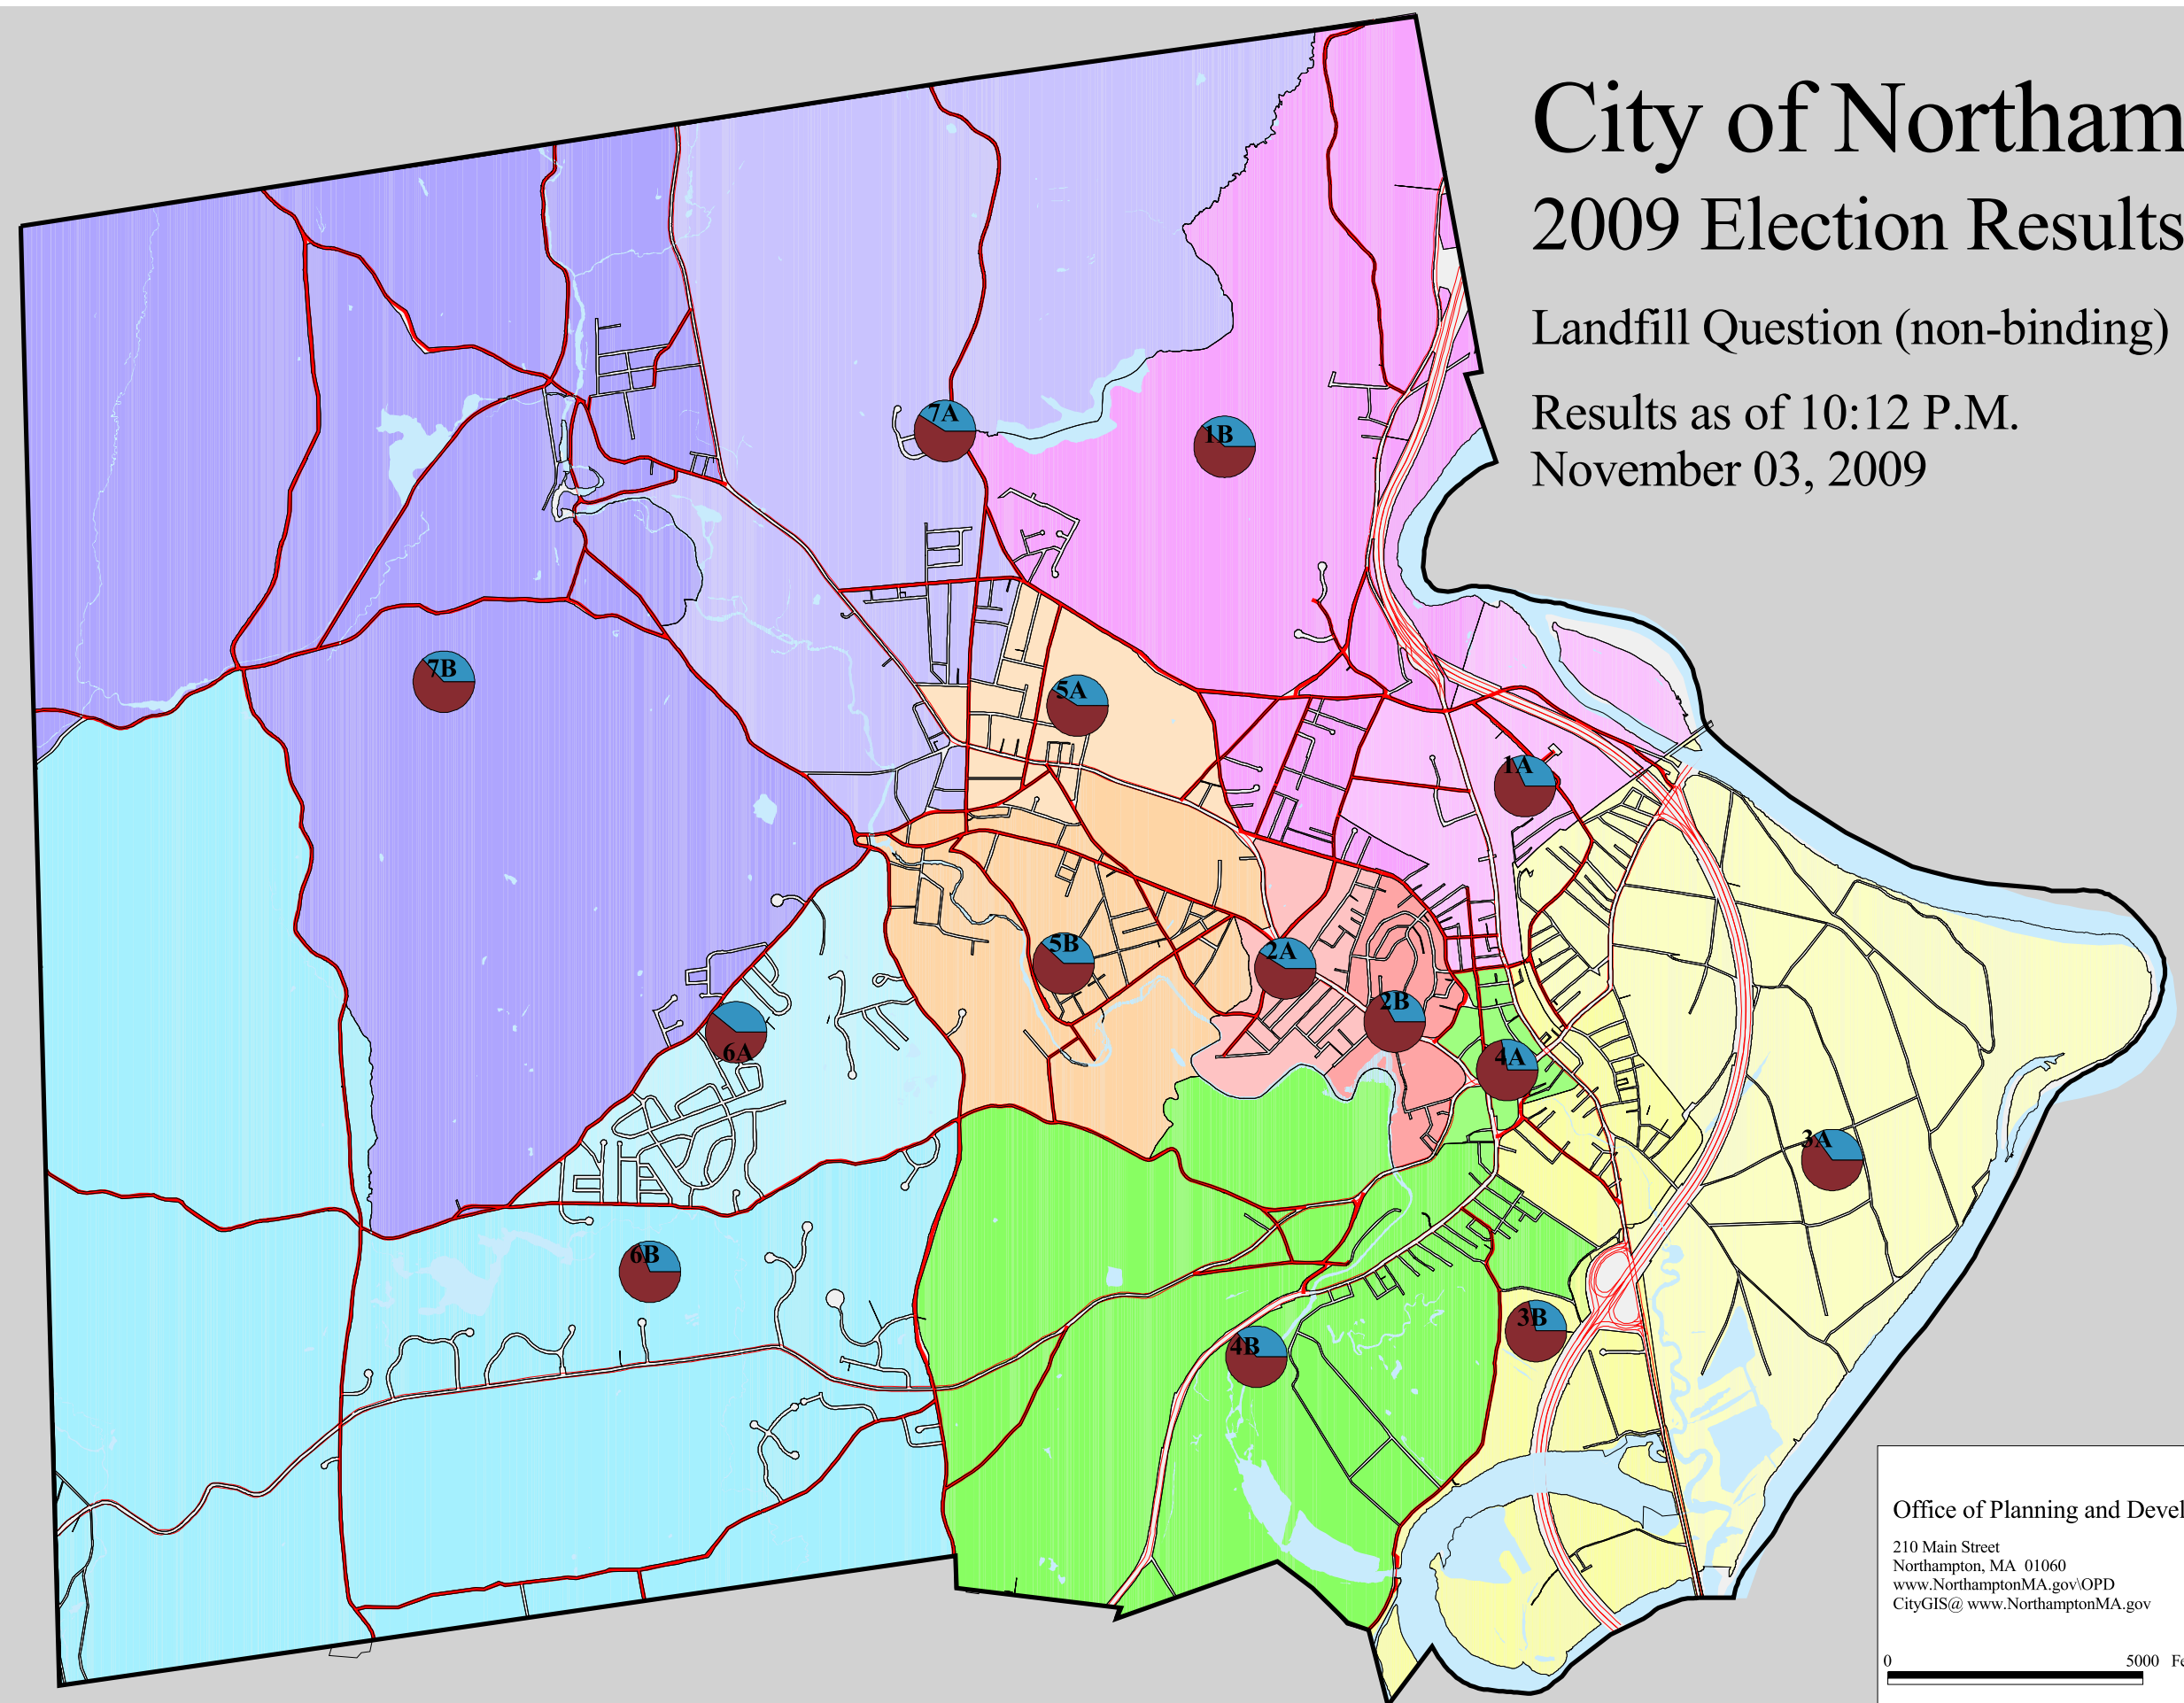 City of Northam
2009 Election Results
Landfill Question (non-binding)
Results as of 10:12 P.M.
November 03, 2009
7A
1B
7B
5A
1A
5B
2A
2B
6A
4A
3A
6B
3B
4B
Office of Planning and Devel
210 Main Street
Northampton, MA 01060
www.NorthamptonMA.gov\OPD
CityGIS@ www.NorthamptonMA.gov
0 5000 Fe